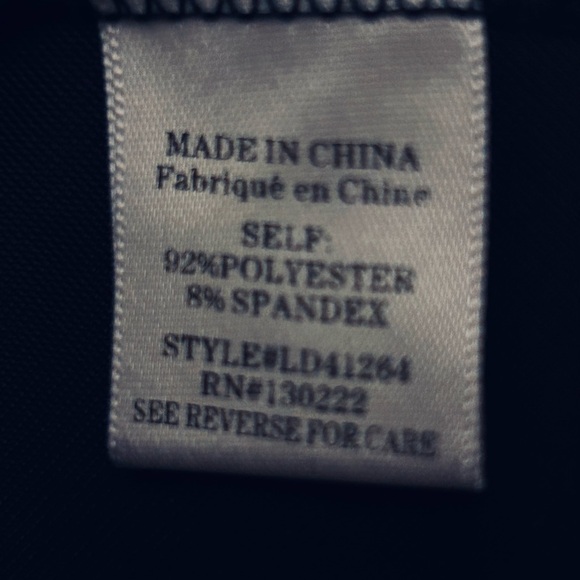 MADE IN CHINA
Fabriqué en Chine
SELF:
92%POLYESTER
8% SPANDEX
STYLE#LD41264
RN#130222
SEE REVERSE FOR CARE